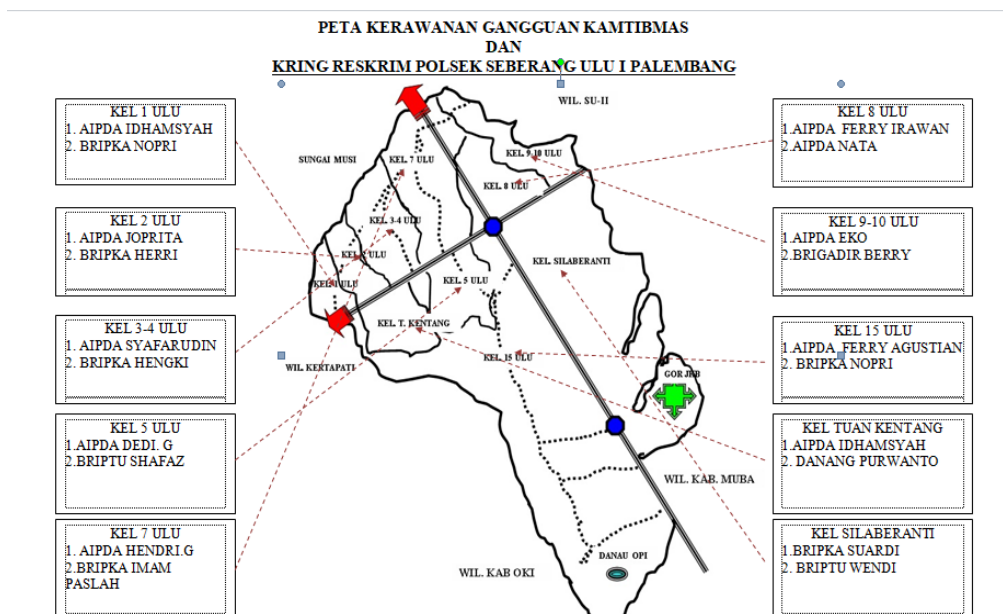 PETA KERAWANAN GANGGUAN KAMTIBMAS
DAN
KRING RESKRIM POLSEK SEBERANG ULU I PALEMBANG
KEL 1 ULU
1. AIPDA IDHAMSYAH
2. BRIPKA NOPRI
KEL 2 ULU
1. AIPDA JOPRITA
2. BRIPKA HERRI
KEL 3-4 ULU
1. AIPDA SYAFARUDIN
2. BRIPKA HENGKI
KEL 5 ULU
1.AIPDA DEDI. G
2.BRIPTU SHAFAZ
KEL 7 ULU
1. AIPDA HENDRI.G
2.BRIPKA IMAM
PASLAH
WIL. SU-II
SUNGAI MUSI
KEL. 7 ULU
KEL. 9-10 ULU
KEL. 8 ULU
KEL. 3-4 ULU
KEL. 2 ULU
KEL. SILABERANTI
KEL. 1 ULU
KEL. 5 ULU
KEL. T. KENTANG
KEL. 15 ULU
WIL. KERTAPATI
GOR JKB
WIL. KAB. MUBA
DANAU OPI
WIL. KAB OKI
KEL 8 ULU
1.AIPDA FERRY IRAWAN
2.AIPDA NATA
KEL 9-10 ULU
1.AIPDA EKO
2.BRIGADIR BERRY
KEL 15 ULU
1.AIPDA FERRY AGUSTIAN
2. BRIPKA NOPRI
KEL TUAN KENTANG
1.AIPDA IDHAMSYAH
2. DANANG PURWANTO
KEL SILABERANTI
1.BRIPKA SUARDI
2. BRIPTU WENDI